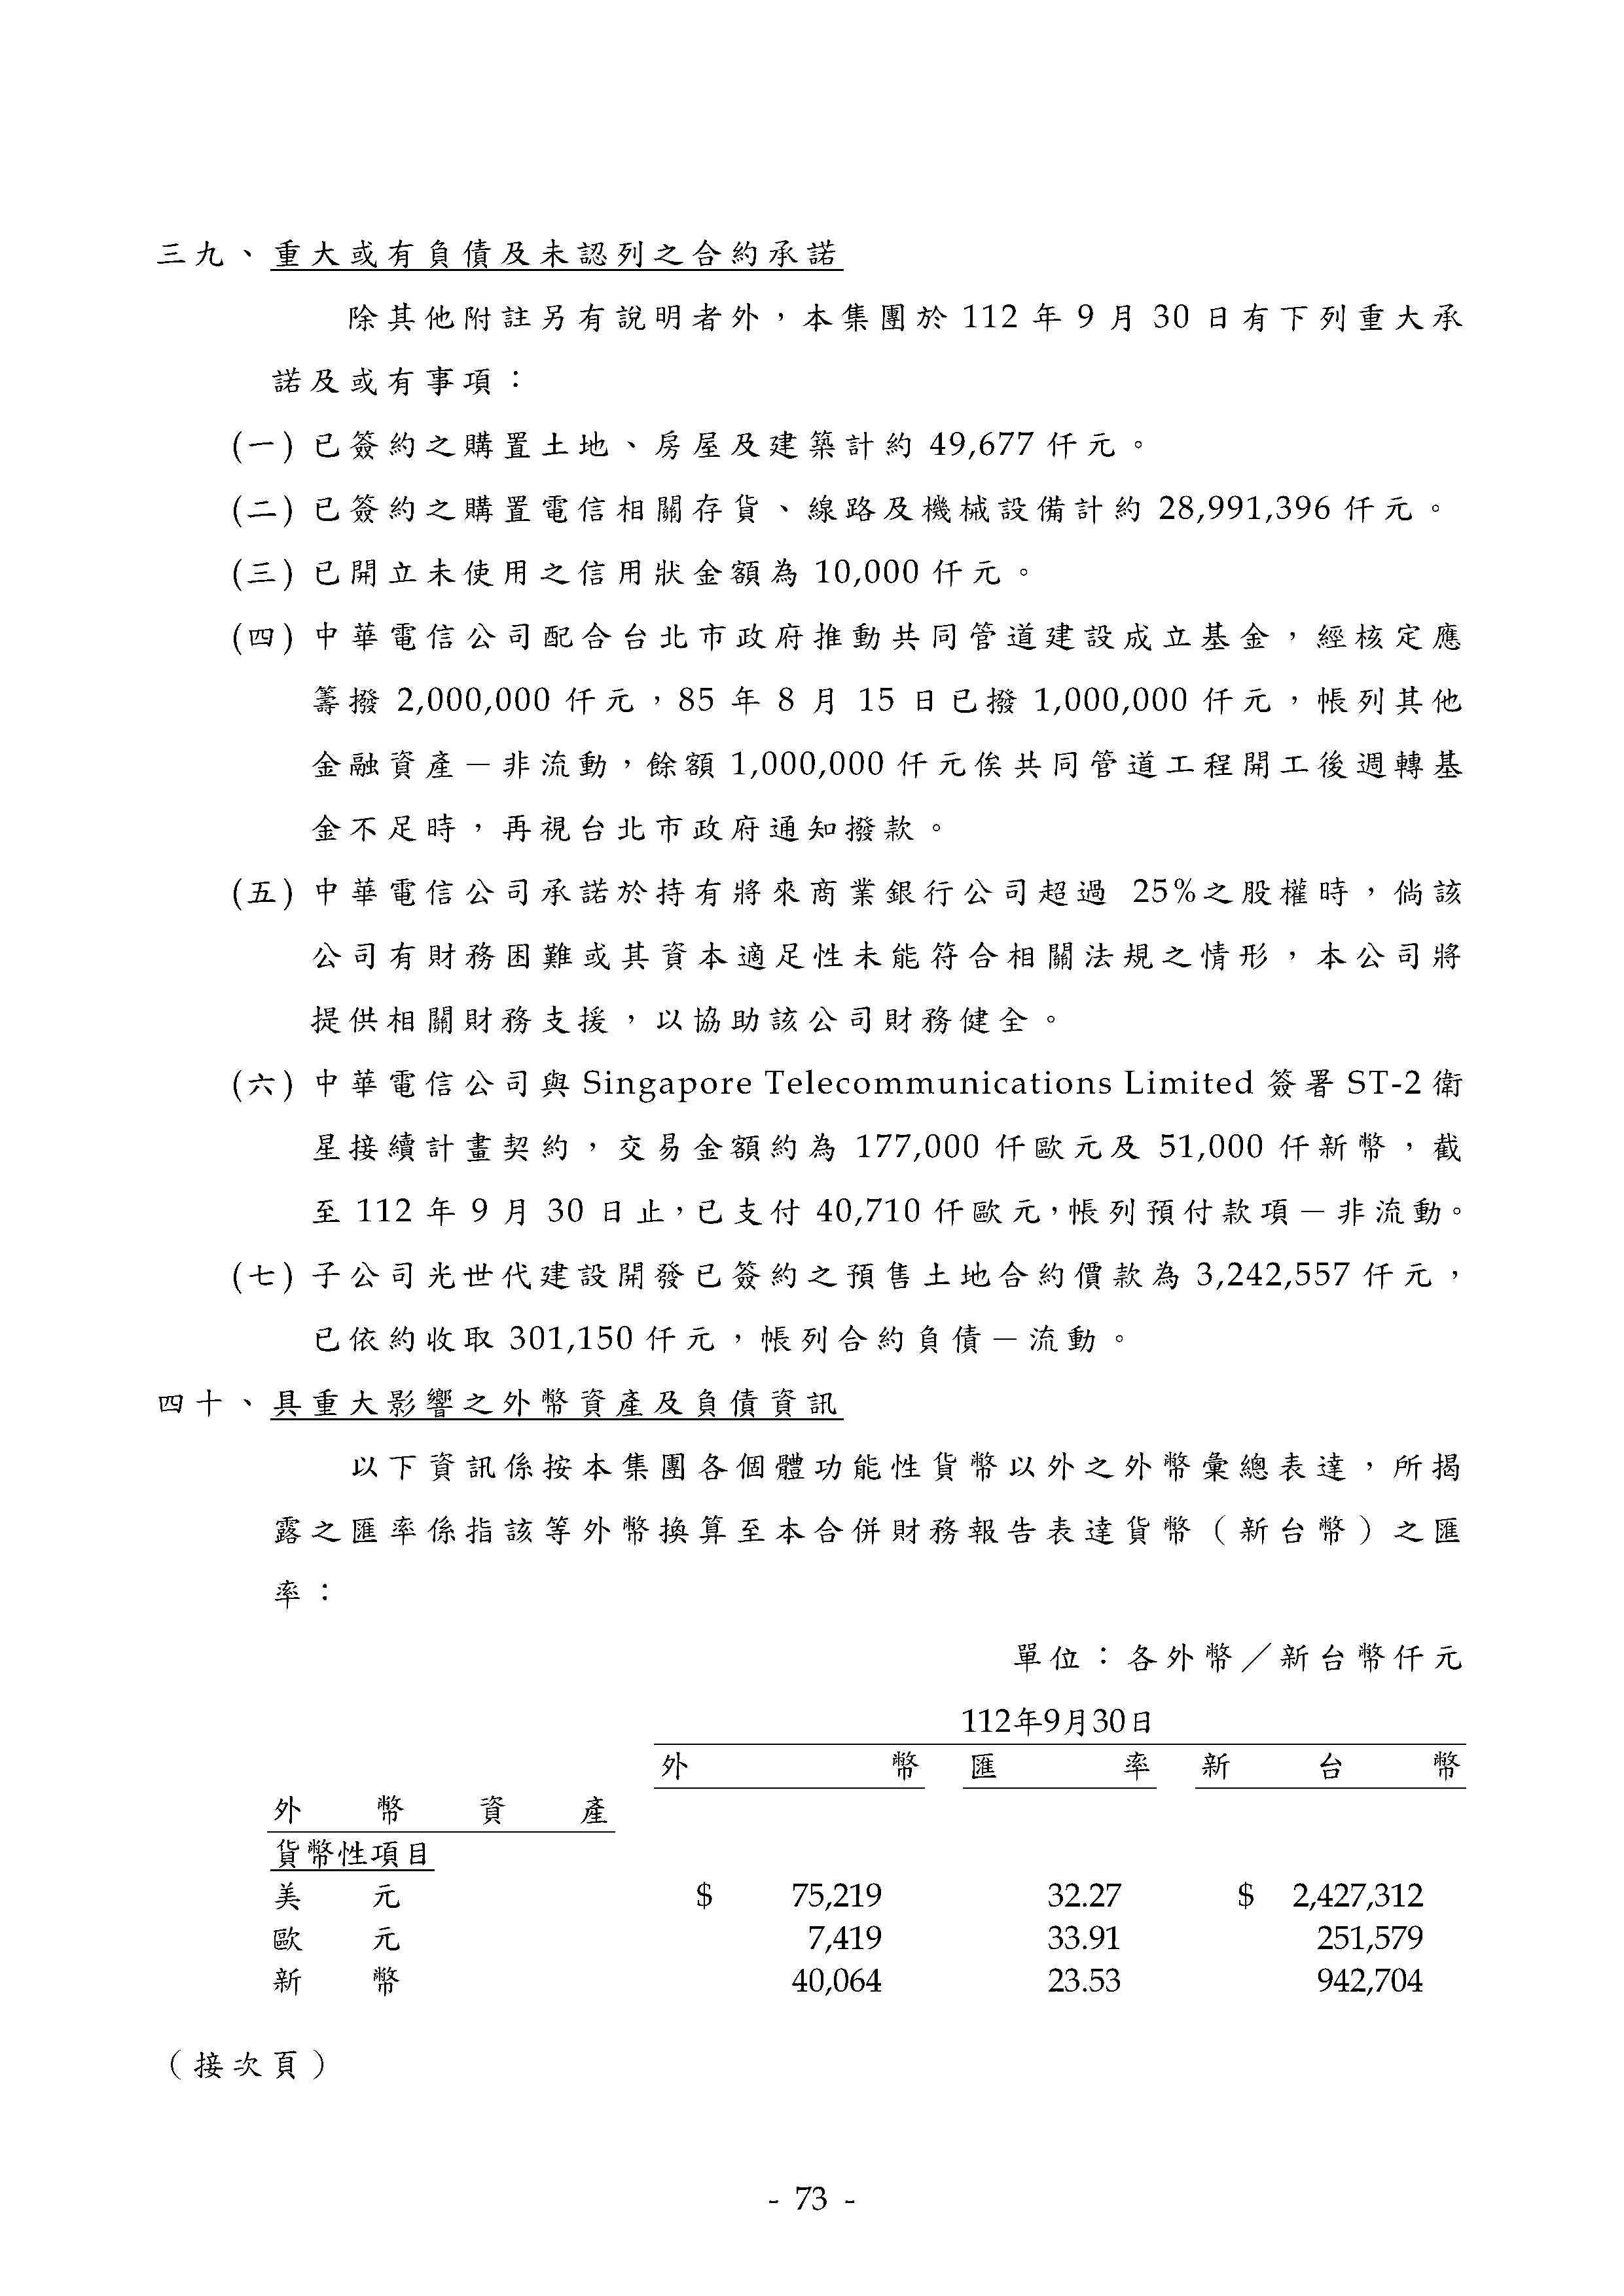 三九、重大或有負債及未認列之合約承諾
除其他附註另有說明者外，本集團於 112 年 9 月 30 日有下列重大承
諾及或有事項：
(一) 已簽約之購置土地、房屋及建築計約 49,677 仟元。
(二) 已簽約之購置電信相關存貨、線路及機械設備計約 28,991,396 仟元。
(三) 已開立未使用之信用狀金額為 10,000 仟元。
(四) 中華電信公司配合台北市政府推動共同管道建設成立基金，經核定應
籌撥 2,000,000 仟元，85 年 8 月 15 日已撥 1,000,000 仟元，帳列其他
金融資產－非流動，餘額 1,000,000 仟元俟共同管道工程開工後週轉基
金不足時，再視台北市政府通知撥款。
(五) 中華電信公司承諾於持有將來商業銀行公司超過 25%之股權時，倘該
公司有財務困難或其資本適足性未能符合相關法規之情形，本公司將
提供相關財務支援，以協助該公司財務健全。
(六) 中華電信公司與 Singapore Telecommunications Limited 簽署 ST-2 衛
星接續計畫契約，交易金額約為 177,000 仟歐元及 51,000 仟新幣，截
至 112 年 9 月 30 日止，已支付 40,710 仟歐元，帳列預付款項－非流動。
(七) 子公司光世代建設開發已簽約之預售土地合約價款為 3,242,557 仟元，
已依約收取 301,150 仟元，帳列合約負債－流動。
四十、具重大影響之外幣資產及負債資訊
以下資訊係按本集團各個體功能性貨幣以外之外幣彙總表達，所揭
露之匯率係指該等外幣換算至本合併財務報告表達貨幣（新台幣）之匯
率：
單位：各外幣／新台幣仟元
112年9月30日
外幣 匯率 新台幣
外幣資產
貨幣性項目
美元 $ 75,219 32.27 $ 2,427,312
歐元 7,419 33.91 251,579
新幣 40,064 23.53 942,704
（接次頁）
- 73 -